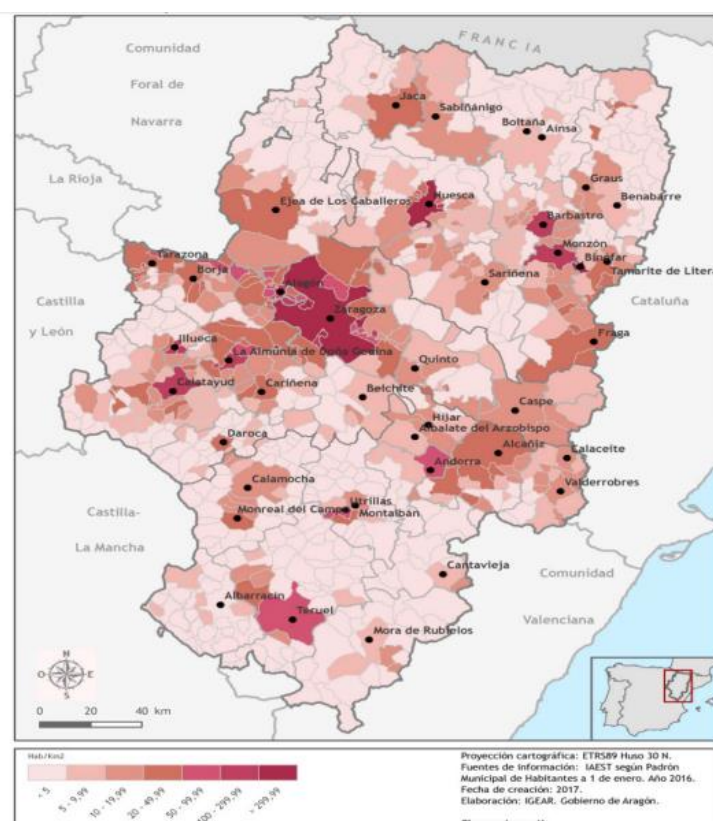 FRANCIA
Comunidad
Foral de
Navarra
Jaca
Sabiñánigo
Boltaña
Aínsa
La Rioja
Graus
Benabarre
Ejea de Los Caballeros
Huesca
Barbastro
Monzón
Binéfar
Tamarite de Litera
Tarazona
Borja
Alagón
Sariñena
Cataluña
Castilla
y León
Zaragoza
Fraga
Illueca
La Almunia de Doña Godina
Quinto
Calatayud
Cariñena
Belchite
Caspe
Híjar
Albalate del Arzobispo
Daroca
Alcañiz
Calaceite
Andorra
Calamocha
Valderrobres
Utrillas
Montalbán
Monreal del Campo
Castilla-
La Mancha
Cantavieja
Comunidad
Valenciana
Albarracín
Teruel
Mora de Rubielos
N
O E
S
0 20 40 km
Hab/Km2
< 5
5 - 9,99
10 - 19,99
20 - 49,99
50 - 99,99
100 - 299,99
> 299,99
Proyección cartográfica: ETRS89 Huso 30 N.
Fuentes de Información: IAEST según Padrón
Municipal de Habitantes a 1 de enero. Año 2016.
Fecha de creación: 2017.
Elaboración: IGEAR. Gobierno de Aragón.